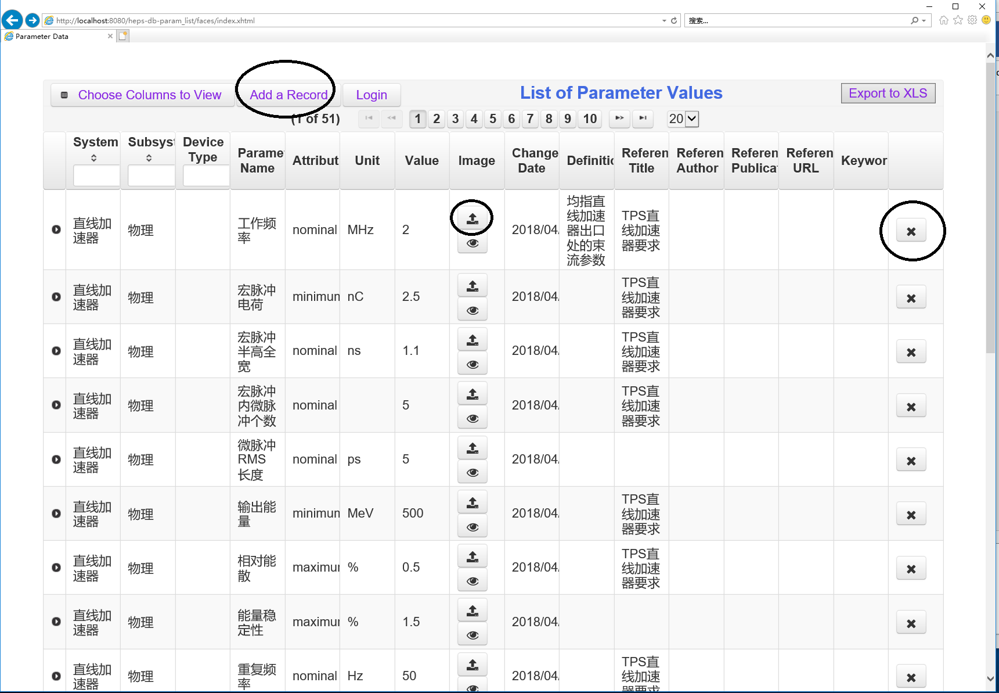 http://localhost:8080/heps-db-param_list/faces/index.xhtml
搜索...
Parameter Data
Choose Columns to View
Add a Record
Login
List of Parameter Values
Export to XLS
(1 of 51)
1 2 3 4 5 6 7 8 9 10
20
System
Subsyst
Device
Type
Parame
Name
Attribut
Unit
Value
Image
Change
Date
Definitio
Referen
Title
Referen
Author
Referen
Publica
Referen
URL
Keywor
直线加
速器
物理
工作频
率
nominal
MHz
2
2018/04/
均指直
线加速
器出口
处的束
流参数
TPS直
线加速
器要求
直线加
速器
物理
宏脉冲
电荷
minimum
nC
2.5
2018/04/
TPS直
线加速
器要求
直线加
速器
物理
宏脉冲
半高全
宽
nominal
ns
1.1
2018/04/
TPS直
线加速
器要求
直线加
速器
物理
宏脉冲
内微脉
冲个数
nominal
5
2018/04/
TPS直
线加速
器要求
直线加
速器
物理
微脉冲
RMS
长度
nominal
ps
5
2018/04/
直线加
速器
物理
输出能
量
minimum
MeV
500
2018/04/
TPS直
线加速
器要求
直线加
速器
物理
相对能
散
maximur
%
0.5
2018/04/
TPS直
线加速
器要求
直线加
速器
物理
能量稳
定性
maximur
%
1.5
2018/04/
直线加
速器
物理
重复频
率
nominal
Hz
50
2018/04/
TPS直
线加速
器要求